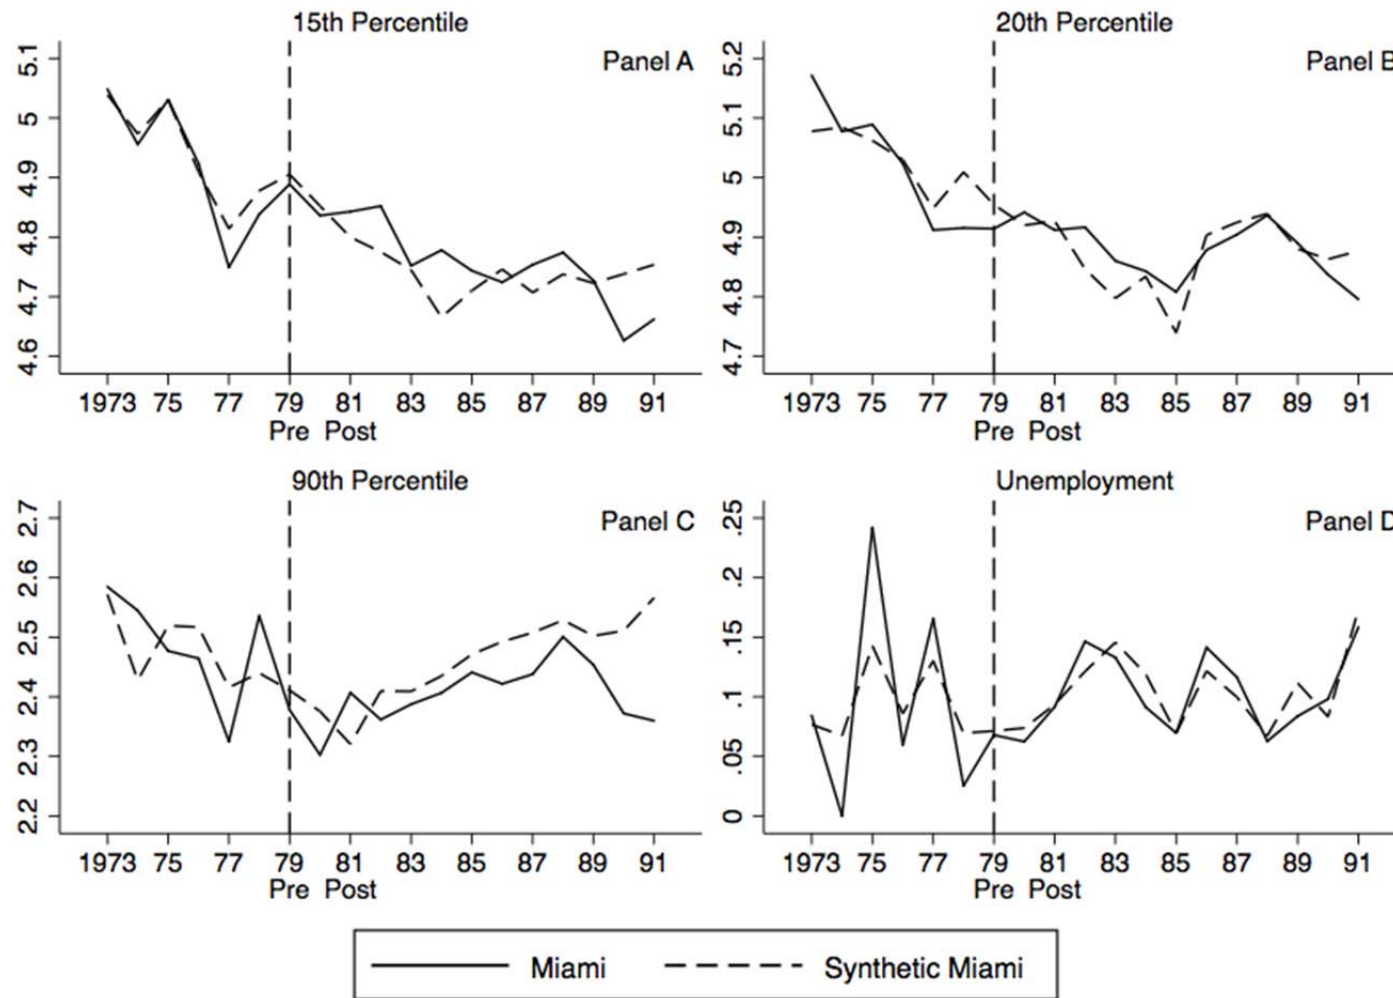 15th Percentile
Panel A
5.1
5
4.9
4.8
4.7
4.6
1973 75 77 79 81 83 85 87 89 91
Pre Post
20th Percentile
Panel B
5.2
5.1
5
4.9
4.8
4.7
1973 75 77 79 81 83 85 87 89 91
Pre Post
90th Percentile
Panel C
2.7
2.6
2.5
2.4
2.3
2.2
1973 75 77 79 81 83 85 87 89 91
Pre Post
Unemployment
Panel D
.25
.2
.15
.1
.05
0
1973 75 77 79 81 83 85 87 89 91
Pre Post
Miami
Synthetic Miami